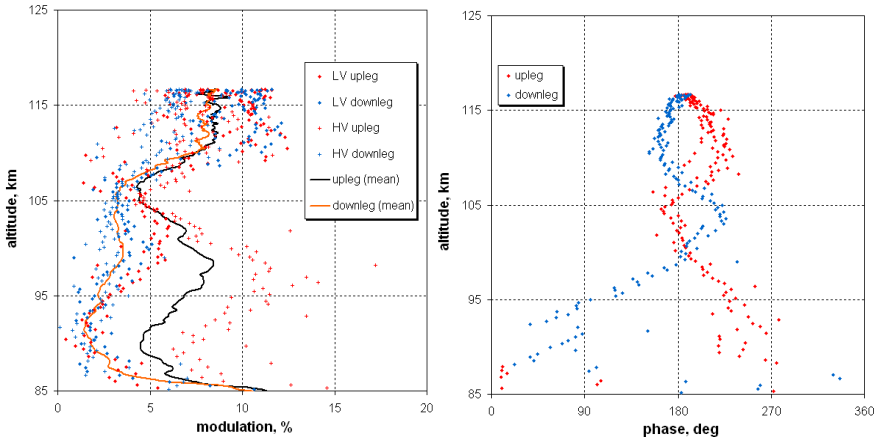 125
115
105
95
85
altitude, km
0
5
10
15
20
modulation, %
LV upleg
LV downleg
HV upleg
HV downleg
upleg (mean)
downleg (mean)
125
115
105
95
85
altitude, km
0
90
180
270
360
phase, deg
upleg
downleg